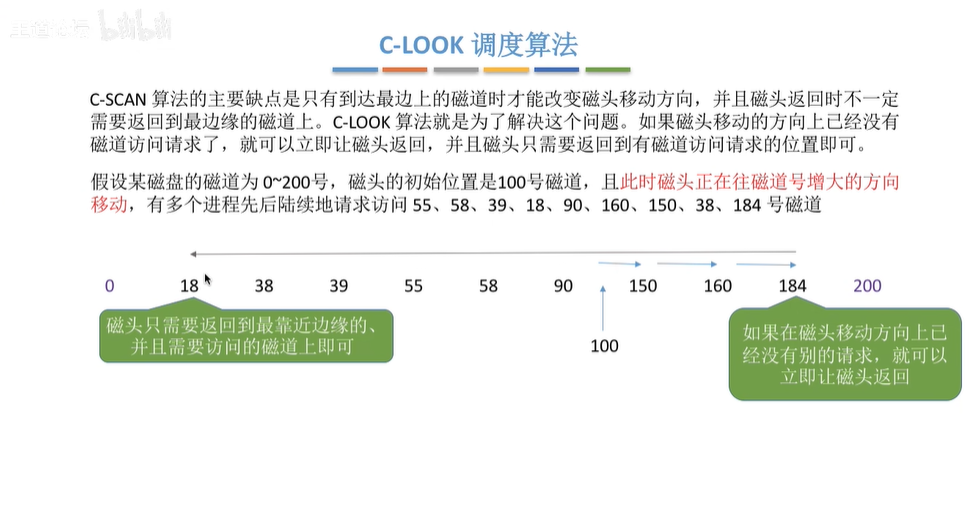 bilibili
C-LOOK 调度算法
C-SCAN 算法的主要缺点是只有到达最边上的磁道时才能改变磁头移动方向，并且磁头返回时不一定
需要返回到最边缘的磁道上。C-LOOK 算法就是为了解决这个问题。如果磁头移动的方向上已经没有
磁道访问请求了，就可以立即让磁头返回，并且磁头只需要返回到有磁道访问请求的位置即可。
假设某磁盘的磁道为 0~200号，磁头的初始位置是100号磁道，且此时磁头正在往磁道号增大的方向
移动，有多个进程先后陆续地请求访问 55、58、39、18、90、160、150、38、184 号磁道
0 18 38 39 55 58 90 150 160 184 200
100
磁头只需要返回到最靠近边缘的、
并且需要访问的磁道上即可
如果在磁头移动方向上已
经没有别的请求，就可以
立即让磁头返回